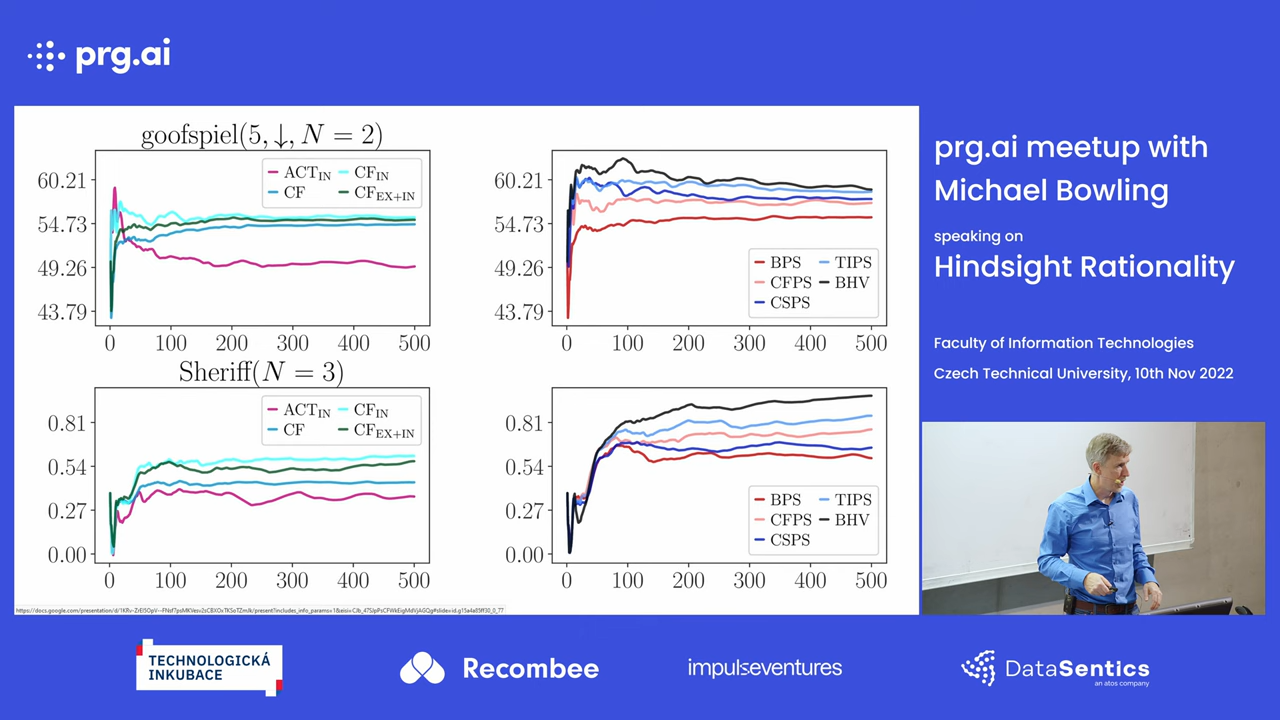 prg.ai
goofspiel(5, ↓, N = 2)
60.21
54.73
49.26
43.79
ACT_IN CF_IN
CF CF_EX+IN
0 100 200 300 400 500
60.21
54.73
49.26
43.79
BPS TIPS
CFPS BHV
CSPS
0 100 200 300 400 500
Sheriff(N = 3)
0.81
0.54
0.27
0.00
ACT_IN CF_IN
CF CF_EX+IN
0 100 200 300 400 500
0.81
0.54
0.27
0.00
BPS TIPS
CFPS BHV
CSPS
0 100 200 300 400 500
prg.ai meetup with
Michael Bowling
speaking on
Hindsight Rationality
Faculty of Information Technologies
Czech Technical University, 10th Nov 2022
TECHNOLOGICKÁ
INKUBACE
Recombee
impulseventures
DataSentics
an atos company